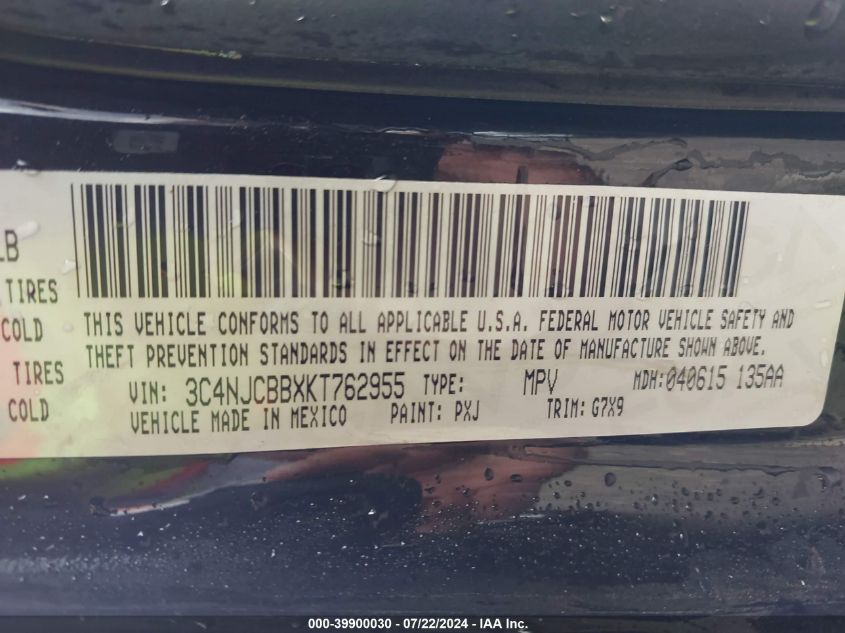 LB
TIRES
COLD
TIRES
COLD
THIS VEHICLE CONFORMS TO ALL APPLICABLE U.S.A. FEDERAL MOTOR VEHICLE SAFETY AND
THEFT PREVENTION STANDARDS IN EFFECT ON THE DATE OF MANUFACTURE SHOWN ABOVE.
VIN: 3C4NJCBBXKT762955 TYPE: MPV MDH: 040615 135AA
VEHICLE MADE IN MEXICO PAINT: PXJ TRIM: G7X9
000-39900030 - 07/22/2024 - © IAA, Inc.